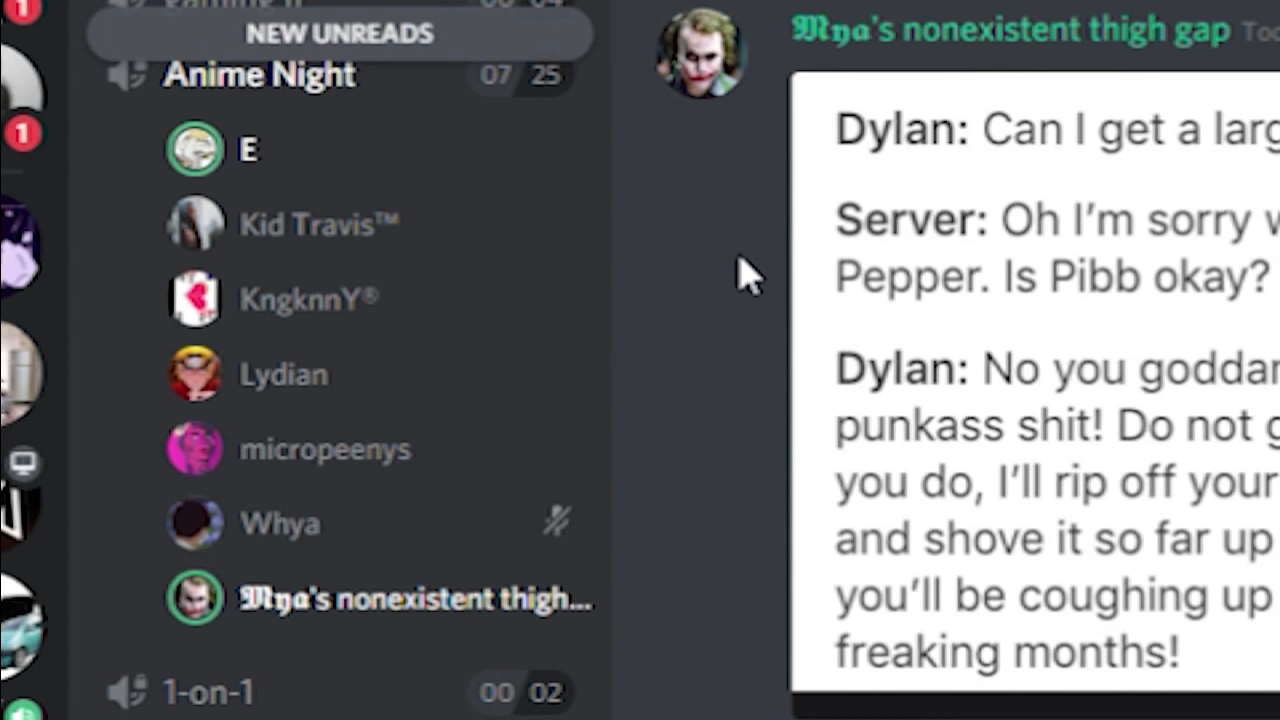 1
NEW UNREADS
Anime Night 07 25
1
E
Kid Travis™
KngknnY®
Lydian
micropeenys
Whya
𝕸𝖞𝖆's nonexistent thigh...
1-on-1 00 02
𝕸𝖞𝖆's nonexistent thigh gap
Dylan: Can I get a
Server: Oh I'm sorry
Pepper. Is Pibb okay?
Dylan: No you
punkass shit! Do not
you do, I'll rip off your
and shove it so far up
you'll be coughing up
freaking months!